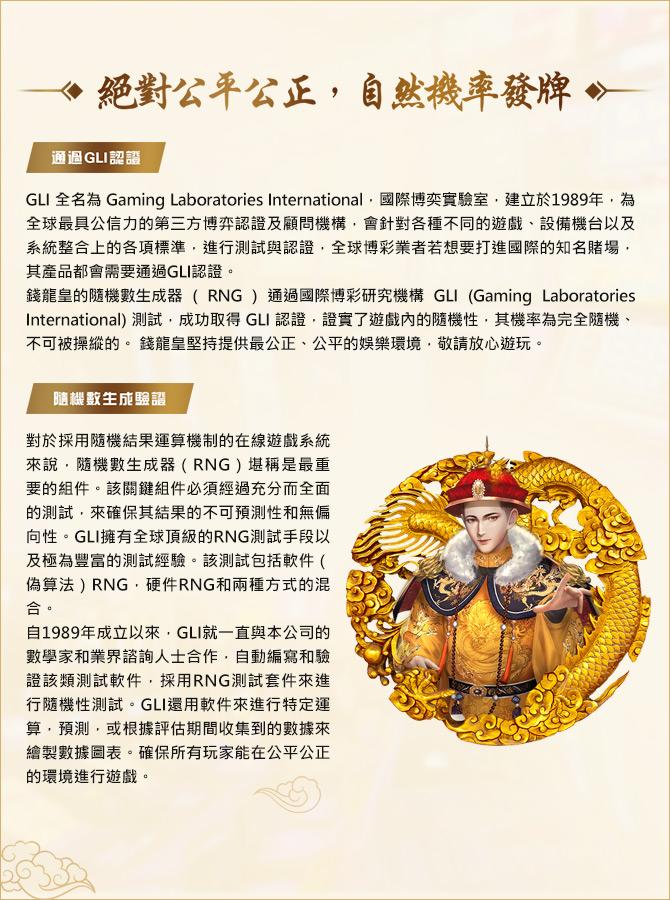 絕對公平公正，自然機率發牌
通過GLI認證
GLI 全名為 Gaming Laboratories International，國際博奕實驗室，建立於1989年，為
全球最具公信力的第三方博弈認證及顧問機構，會針對各種不同的遊戲、設備機台以及
系統整合上的各項標準，進行測試與認證，全球博彩業者若想要打進國際的知名賭場，
其產品都會需要通過GLI認證。
錢龍皇的隨機數生成器 ( RNG ) 通過國際博彩研究機構 GLI (Gaming Laboratories
International) 測試，成功取得 GLI 認證，證實了遊戲內的隨機性，其機率為完全隨機、
不可被操縱的。 錢龍皇堅持提供最公正、公平的娛樂環境，敬請放心遊玩。
隨機數生成驗證
對於採用隨機結果運算機制的在線遊戲系統
來說，隨機數生成器 ( RNG ) 堪稱是最重
要的組件。該關鍵組件必須經過充分而全面
的測試，來確保其結果的不可預測性和無偏
向性。GLI擁有全球頂級的RNG測試手段以
及極為豐富的測試經驗。該測試包括軟件 (
偽算法 ) RNG，硬件RNG和兩種方式的混
合。
自1989年成立以來，GLI就一直與本公司的
數學家和業界諮詢人士合作，自動編寫和驗
證該類測試軟件，採用RNG測試套件來進
行隨機性測試。GLI還用軟件來進行特定運
算，預測，或根據評估期間收集到的數據來
繪製數據圖表。確保所有玩家能在公平公正
的環境進行遊戲。